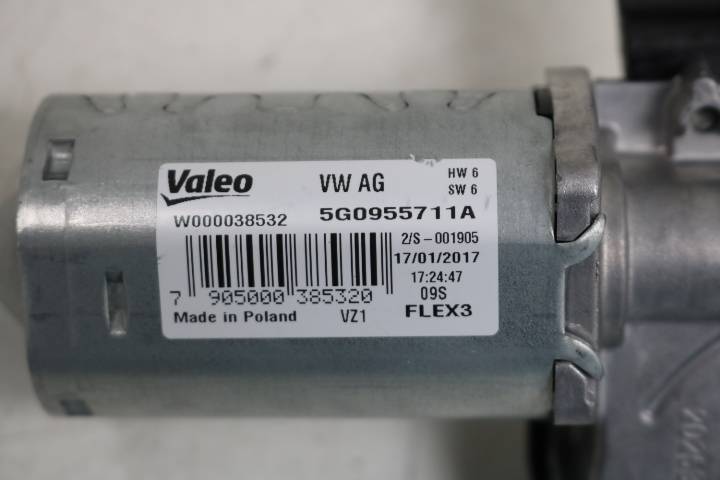 Valeo VW AG HW 6
SW 6
W000038532 5G0955711A
2/S-001905
17/01/2017
17:24:47
7 905000 385320 09S
Made in Poland VZ1 FLEX3